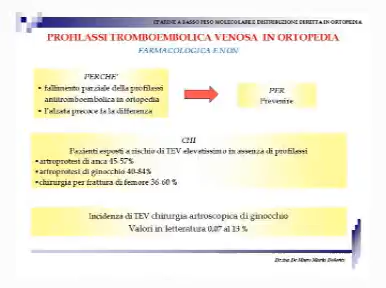 EPARINE A BASSO PESO MOLECOLARE E DISTRIBUZIONE DIRETTA IN ORTOPEDIA
PROFILASSI TROMBOEMBOLICA VENOSA IN ORTOPEDIA
FARMACOLOGICA E NON
PERCHE'
• fallimento parziale della profilassi
antitromboembolica in ortopedia
• l'alzata precoce fa la differenza
PER
Prevenire
CHI
Pazienti esposti a rischio di TEV elevatissimo in assenza di profilassi
•artroprotesi di anca 45-57%
•artroprotesi di ginocchio 40-84%
•chirurgia per frattura di femore 36-60 %
Incidenza di TEV chirurgia artroscopica di ginocchio
Valori in letteratura 0,07 al 13 %
Dr. Mario